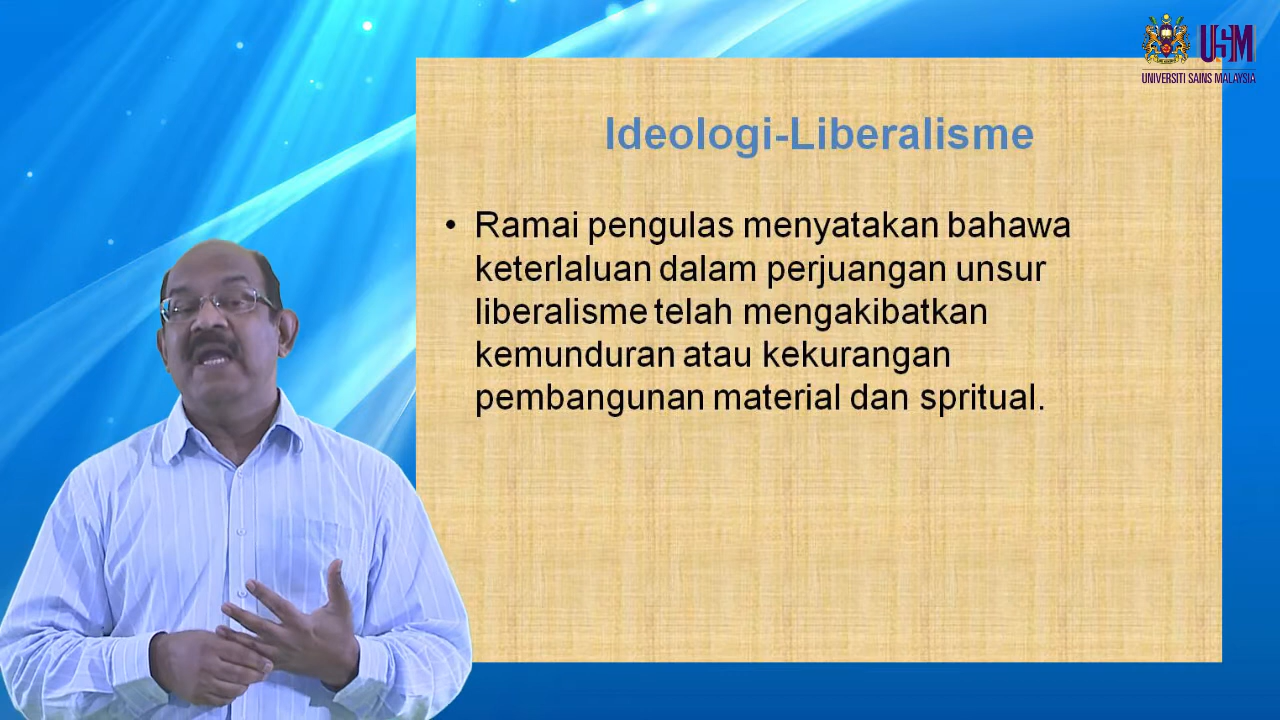 USM
UNIVERSITI SAINS MALAYSIA
Ideologi-Liberalisme
• Ramai pengulas menyatakan bahawa
keterlaluan dalam perjuangan unsur
liberalisme telah mengakibatkan
kemunduran atau kekurangan
pembangunan material dan spritual.